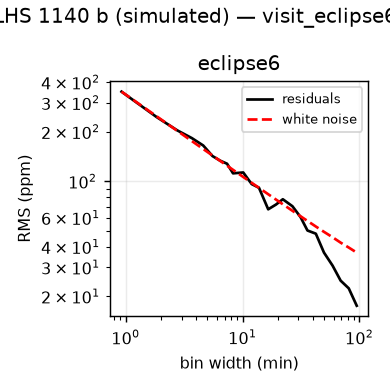 LHS 1140 b (simulated) — visit_eclipse6
eclipse6
4 × 10²
3 × 10²
2 × 10²
10²
6 × 10¹
4 × 10¹
3 × 10¹
2 × 10¹
RMS (ppm)
residuals
white noise
10⁰ 10¹ 10²
bin width (min)